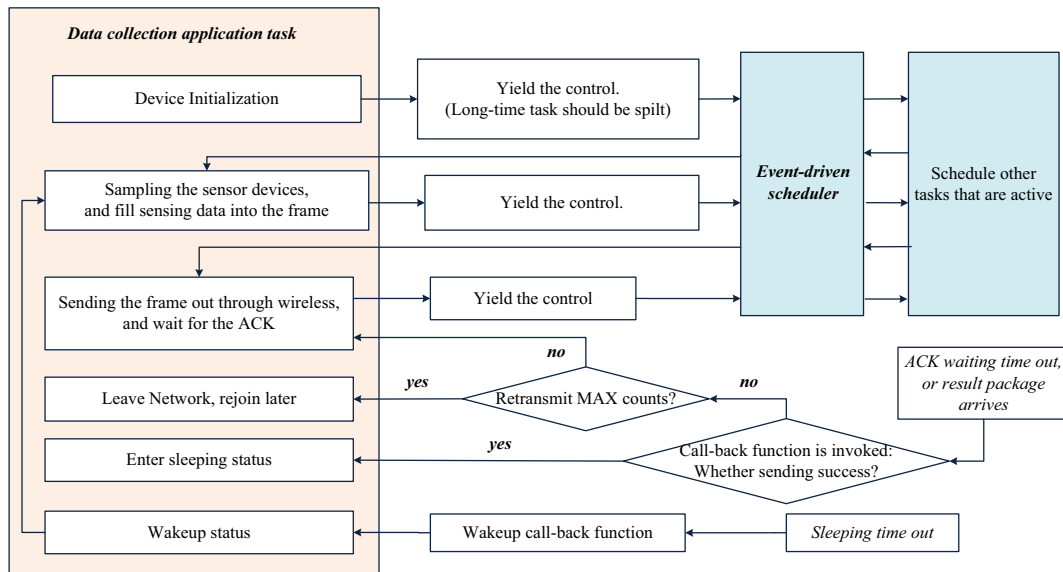 Data collection application task
Device Initialization
Yield the control.
(Long-time task should be spilt)
Event-driven
scheduler
Schedule other
tasks that are active
Sampling the sensor devices,
and fill sensing data into the frame
Yield the control.
Sending the frame out through wireless,
and wait for the ACK
Yield the control
no
ACK waiting time out,
or result package
arrives
Leave Network, rejoin later
yes
Retransmit MAX counts?
no
Enter sleeping status
yes
Call-back function is invoked:
Whether sending success?
Wakeup status
Wakeup call-back function
Sleeping time out